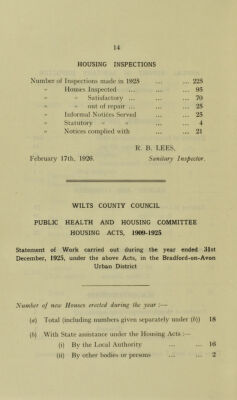 14
HOUSING INSPECTIONS
Number of Inspections made in 1925 ... ... 225
" Houses Inspected ... ... ... 95
" " Satisfactory ... ... ... 70
" " out of repair ... ... ... 25
" Informal Notices Served ... ... 25
" Statutory " " ... ... 4
" Notices complied with ... ... 21
R. B. LEES,
February 17th, 1926. Sanitary Inspector.
WILTS COUNTY COUNCIL
PUBLIC HEALTH AND HOUSING COMMITTEE
HOUSING ACTS, 1909-1925
Statement of Work carried out during the year ended 31st
December, 1925, under the above Acts, in the Bradford-on-Avon
Urban District
Number of new Houses erected during the year :—
(a) Total (including numbers given separately under (b)) 18
(b) With State assistance under the Housing Acts :—
(i) By the Local Authority ... ... 16
(ii) By other bodies or persons ... ... 2